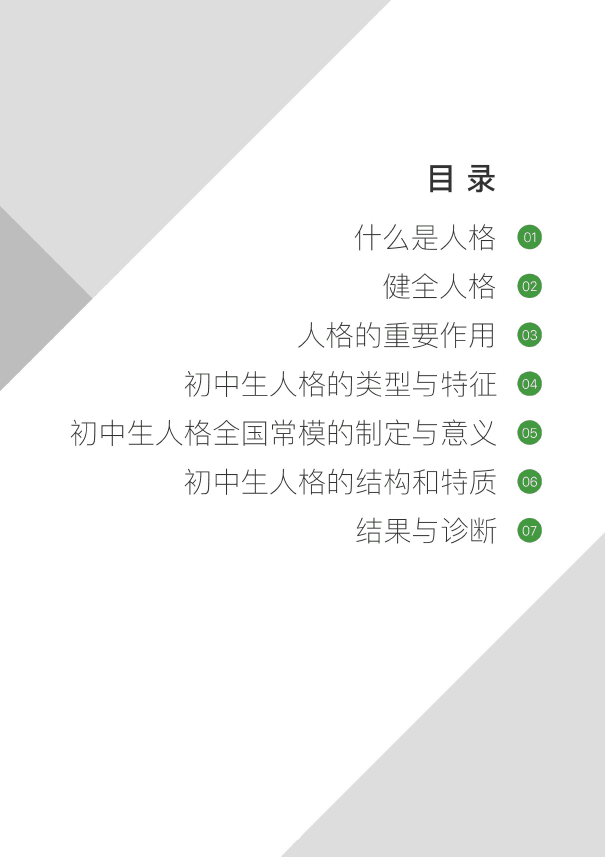 目 录
什么是人格 01
健全人格 02
人格的重要作用 03
初中生人格的类型与特征 04
初中生人格全国常模的制定与意义 05
初中生人格的结构和特质 06
结果与诊断 07